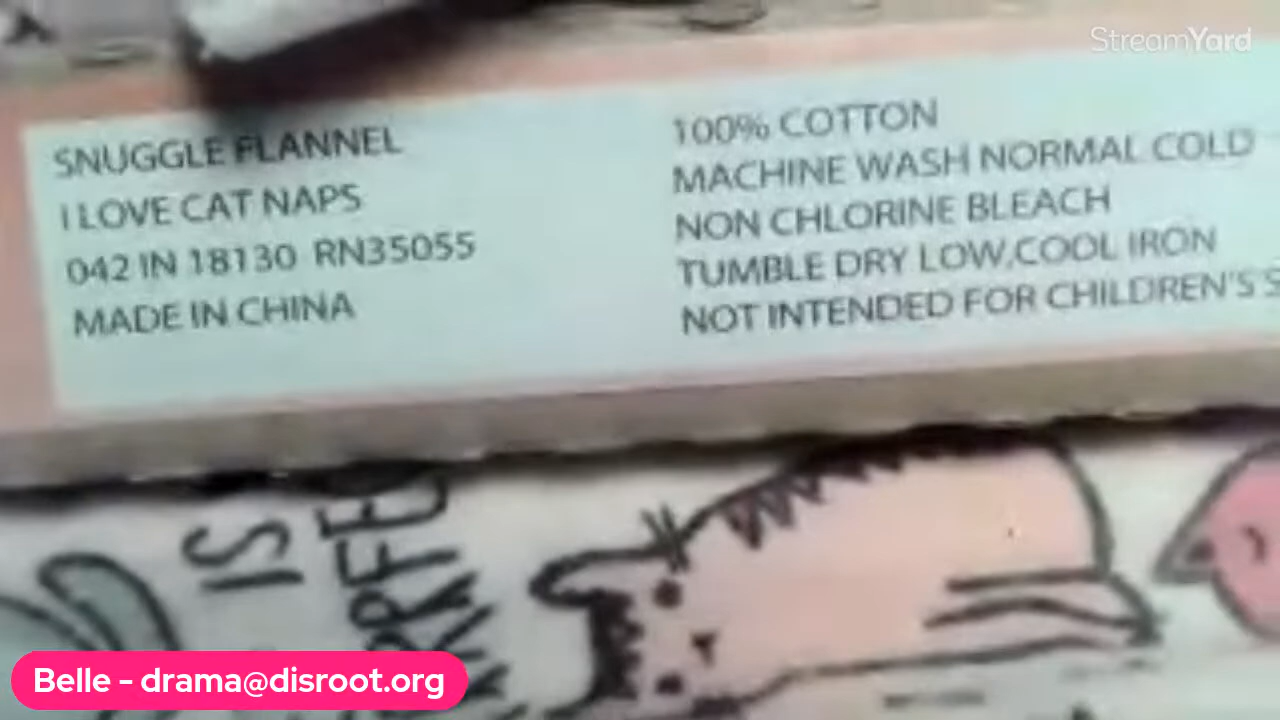 StreamYard
SNUGGLE FLANNEL
I LOVE CAT NAPS
042 IN 18130 RN35055
MADE IN CHINA
100% COTTON
MACHINE WASH NORMAL COLD
NON CHLORINE BLEACH
TUMBLE DRY LOW,COOL IRON
NOT INTENDED FOR CHILDREN'S S
IS
Belle - drama@disroot.org